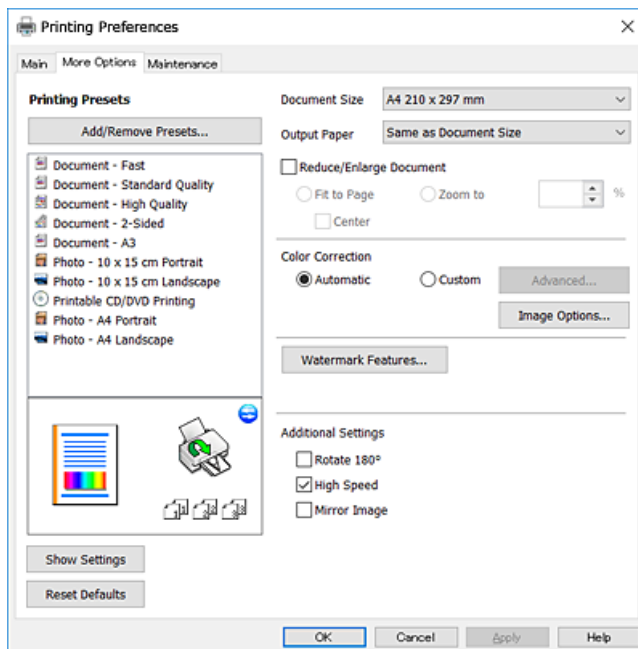 Printing Preferences
Main More Options Maintenance
Printing Presets
Add/Remove Presets...
Document - Fast
Document - Standard Quality
Document - High Quality
Document - 2-Sided
Document - A3
Photo - 10 x 15 cm Portrait
Photo - 10 x 15 cm Landscape
Printable CD/DVD Printing
Photo - A4 Portrait
Photo - A4 Landscape
Show Settings
Reset Defaults
Document Size A4 210 x 297 mm
Output Paper Same as Document Size
Reduce/Enlarge Document
Fit to Page Zoom to %
Center
Color Correction
Automatic Custom Advanced...
Image Options...
Watermark Features...
Additional Settings
Rotate 180°
High Speed
Mirror Image
OK Cancel Apply Help